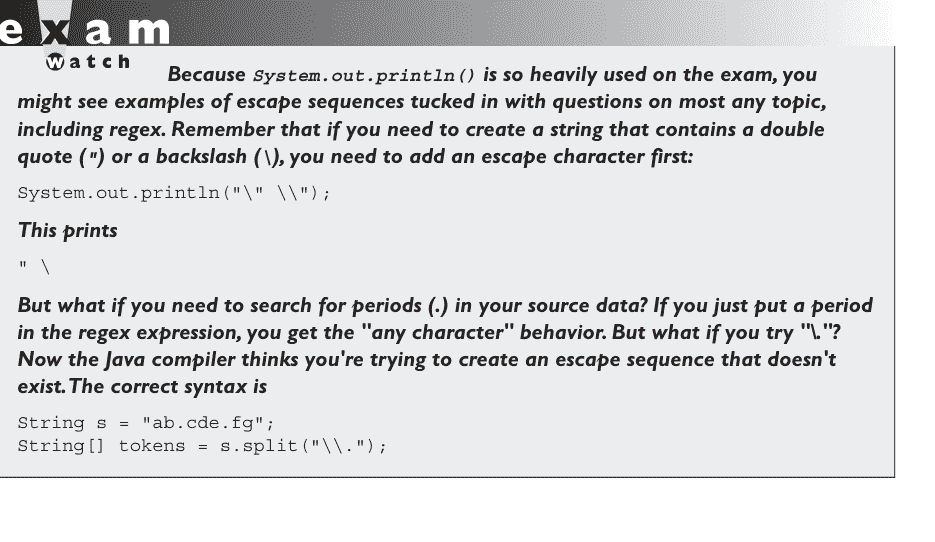 exam
watch
Because System.out.println() is so heavily used on the exam, you
might see examples of escape sequences tucked in with questions on most any topic,
including regex. Remember that if you need to create a string that contains a double
quote (") or a backslash (\), you need to add an escape character first:
System.out.println("\" \\");
This prints
" \
But what if you need to search for periods (.) in your source data? If you just put a period
in the regex expression, you get the "any character" behavior. But what if you try "\."?
Now the Java compiler thinks you're trying to create an escape sequence that doesn't
exist. The correct syntax is
String s = "ab.cde.fg";
String[] tokens = s.split("\\.");